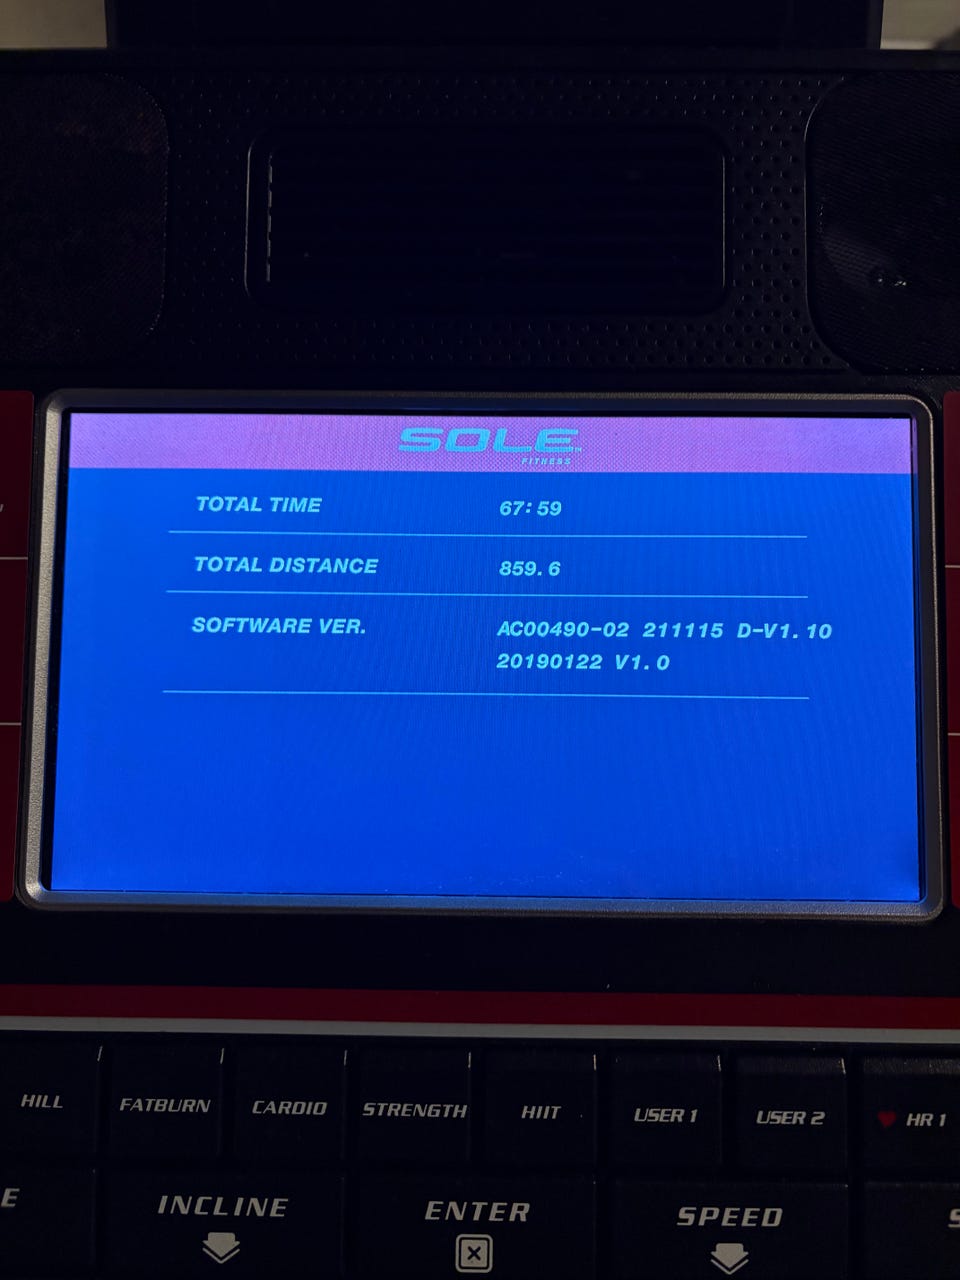 SOLE
FITNESS
TOTAL TIME 67:59
TOTAL DISTANCE 859.6
SOFTWARE VER. AC00490-02 211115 D-V1.10
20190122 V1.0
HILL FATBURN CARDIO STRENGTH HIIT USER 1 USER 2 HR 1
INCLINE ENTER SPEED